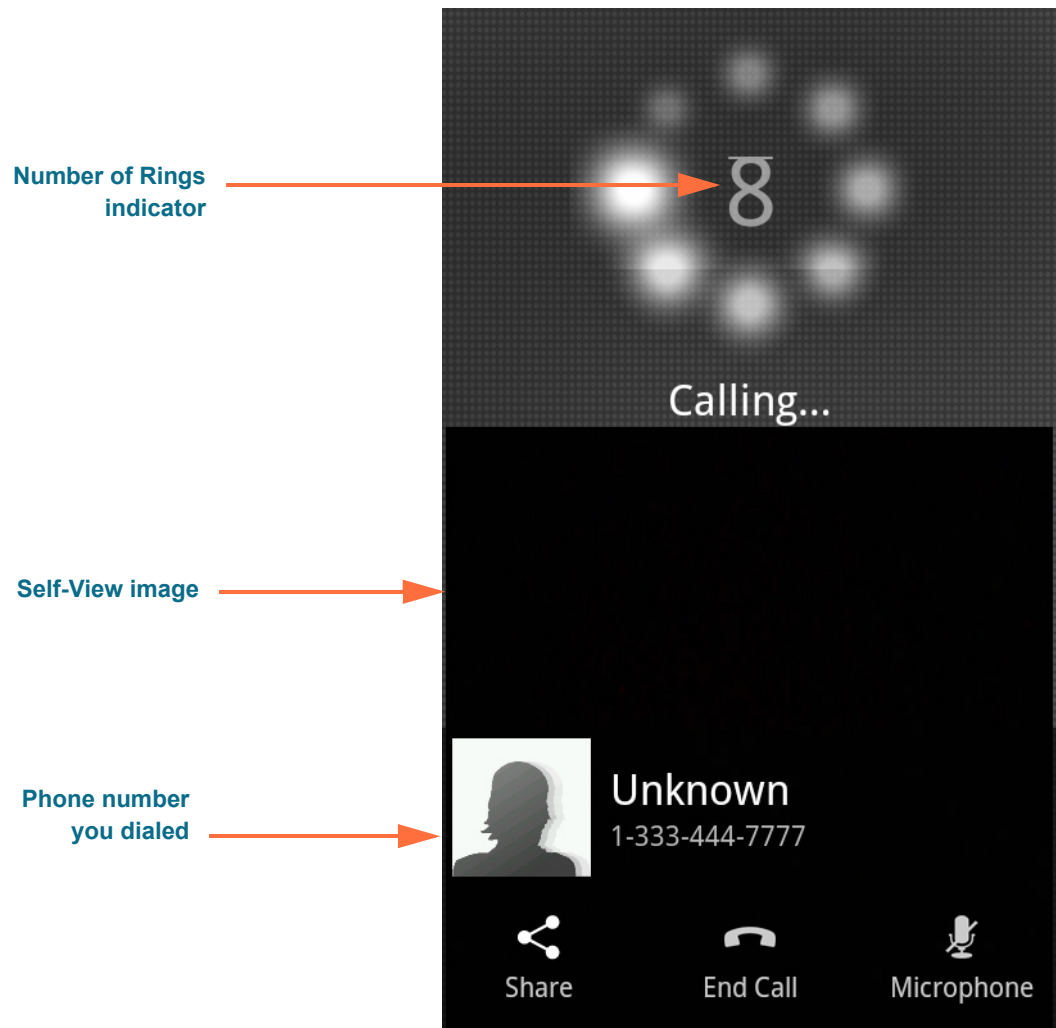 Number of Rings
indicator
8
Calling...
Self-View image
Phone number
you dialed
Unknown
1-333-444-7777
Share
End Call
Microphone